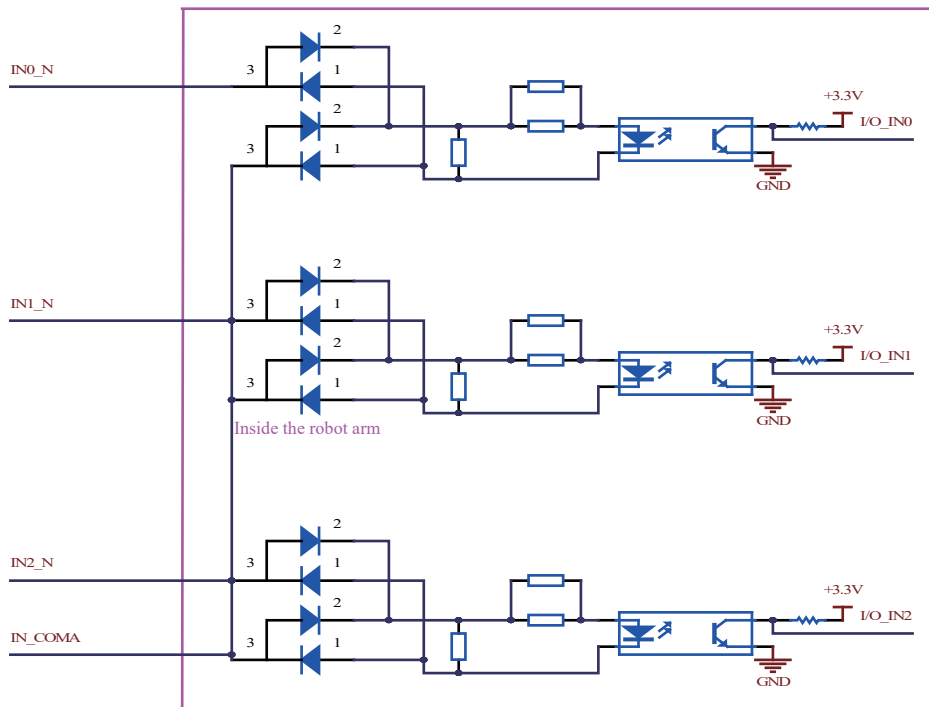 2
IN0_N
3
1
+3.3V
2
I/O_IN0
3
1
GND
2
IN1_N
3
1
+3.3V
2
I/O_IN1
3
1
GND
Inside the robot arm
2
IN2_N
3
1
+3.3V
2
I/O_IN2
IN_COMA
3
1
GND